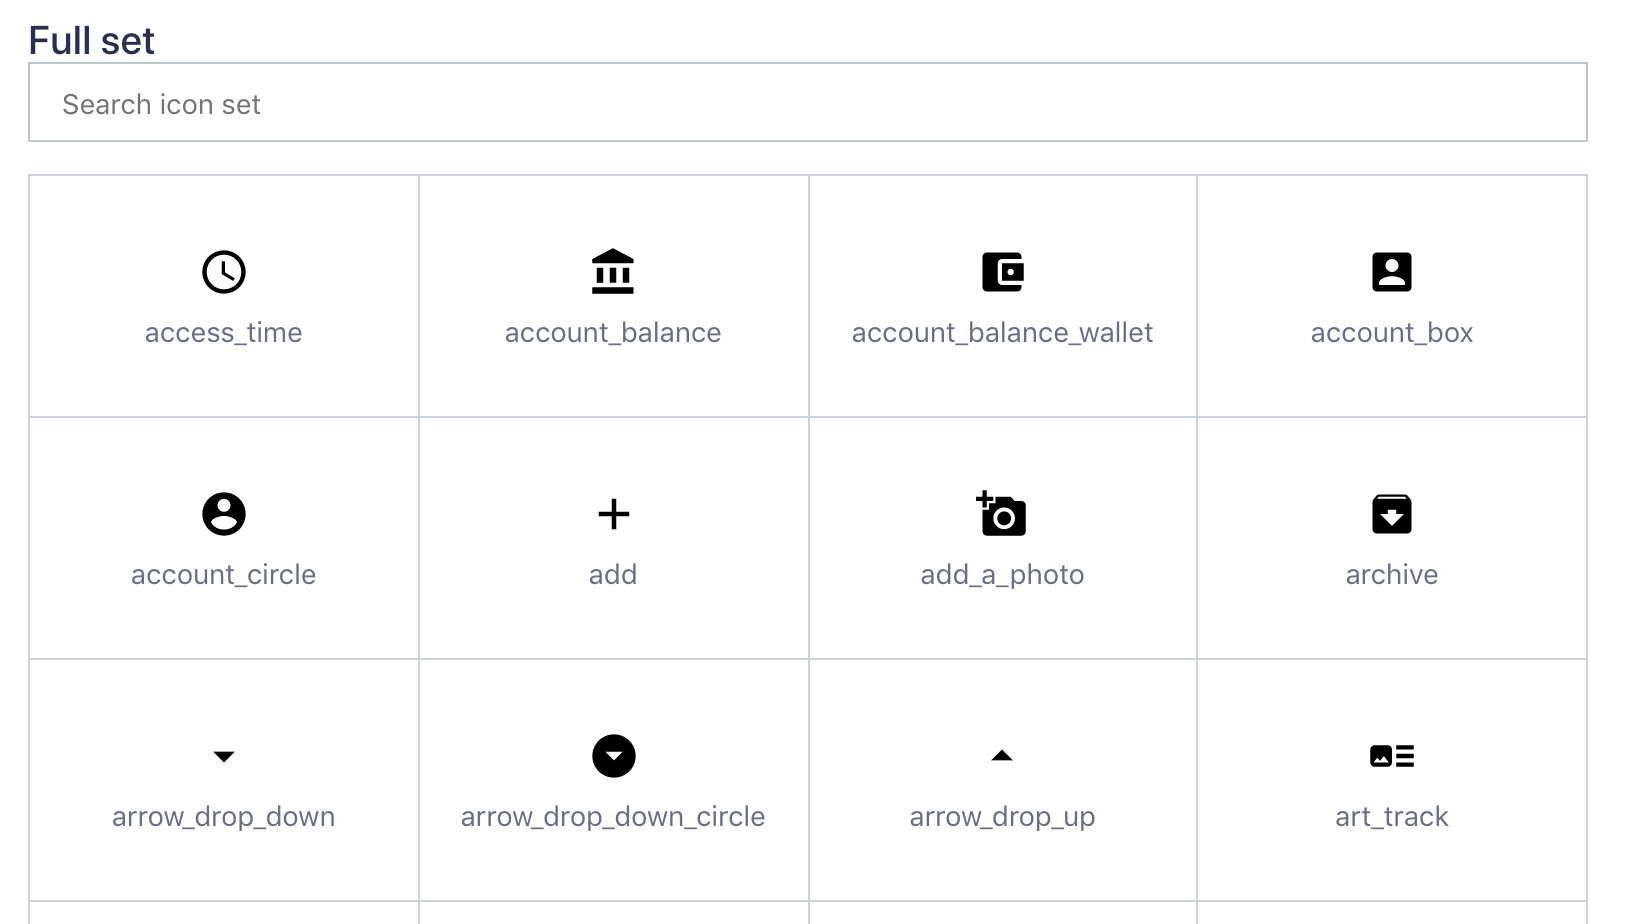 Full set
Search icon set
access_time
account_balance
account_balance_wallet
account_box
account_circle
add
add_a_photo
archive
arrow_drop_down
arrow_drop_down_circle
arrow_drop_up
art_track